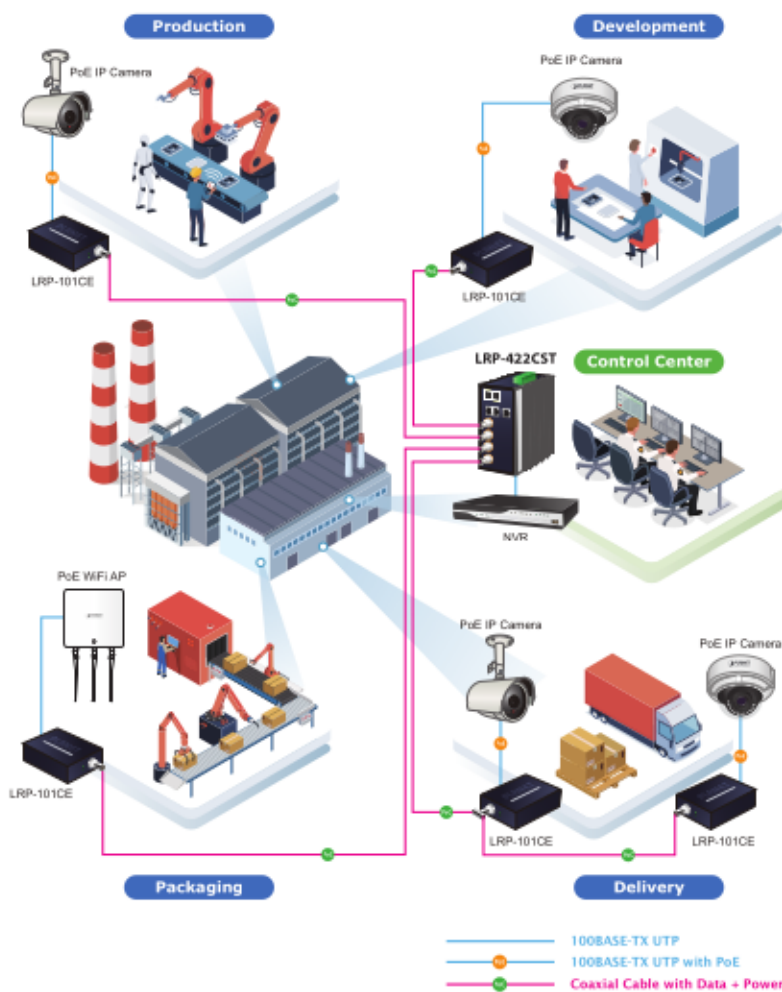 Production
Development
PoE IP Camera
PoE IP Camera
LRP-101CE
LRP-101CE
LRP-422CST
Control Center
NVR
PoE WiFi AP
PoE IP Camera
PoE IP Camera
LRP-101CE
LRP-101CE
LRP-101CE
Packaging
Delivery
100BASE-TX UTP
100BASE-TX UTP with PoE
Coaxial Cable with Data + Power